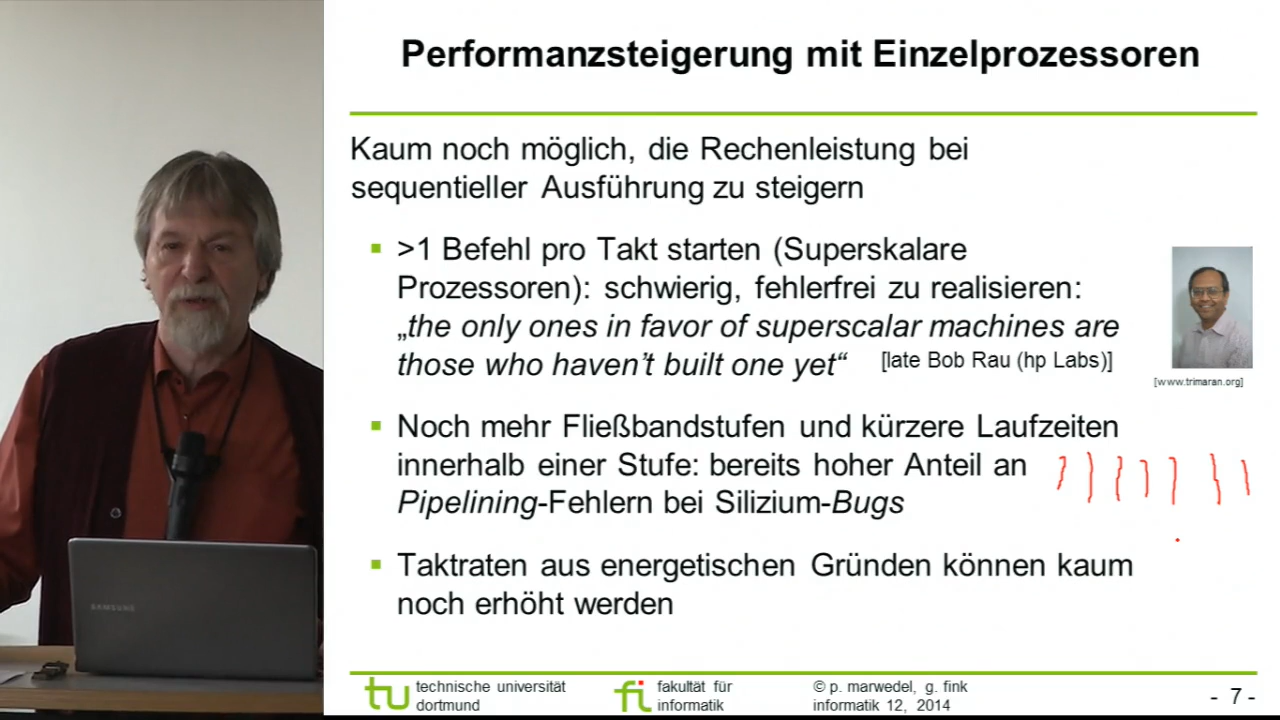 Performanzsteigerung mit Einzelprozessoren
Kaum noch möglich, die Rechenleistung bei
sequentieller Ausführung zu steigern
▪ >1 Befehl pro Takt starten (Superskalare
Prozessoren): schwierig, fehlerfrei zu realisieren:
„the only ones in favor of superscalar machines are
those who haven't built one yet“ [late Bob Rau (hp Labs)]
[www.trimaran.org]
▪ Noch mehr Fließbandstufen und kürzere Laufzeiten
innerhalb einer Stufe: bereits hoher Anteil an
Pipelining-Fehlern bei Silizium-Bugs
▪ Taktraten aus energetischen Gründen können kaum
noch erhöht werden
SAMSUNG
tu technische universität
dortmund
fi fakultät für
informatik
© p. marwedel, g. fink
informatik 12, 2014
- 7 -